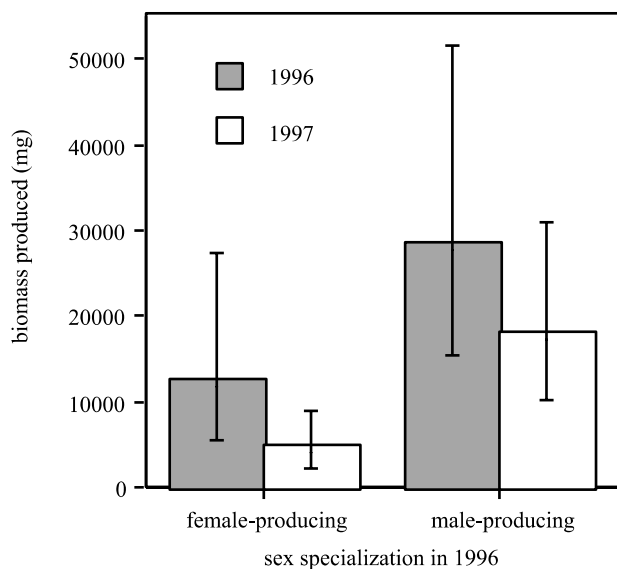 50000
40000
30000
20000
10000
0
biomass produced (mg)
1996
1997
female-producing
male-producing
sex specialization in 1996